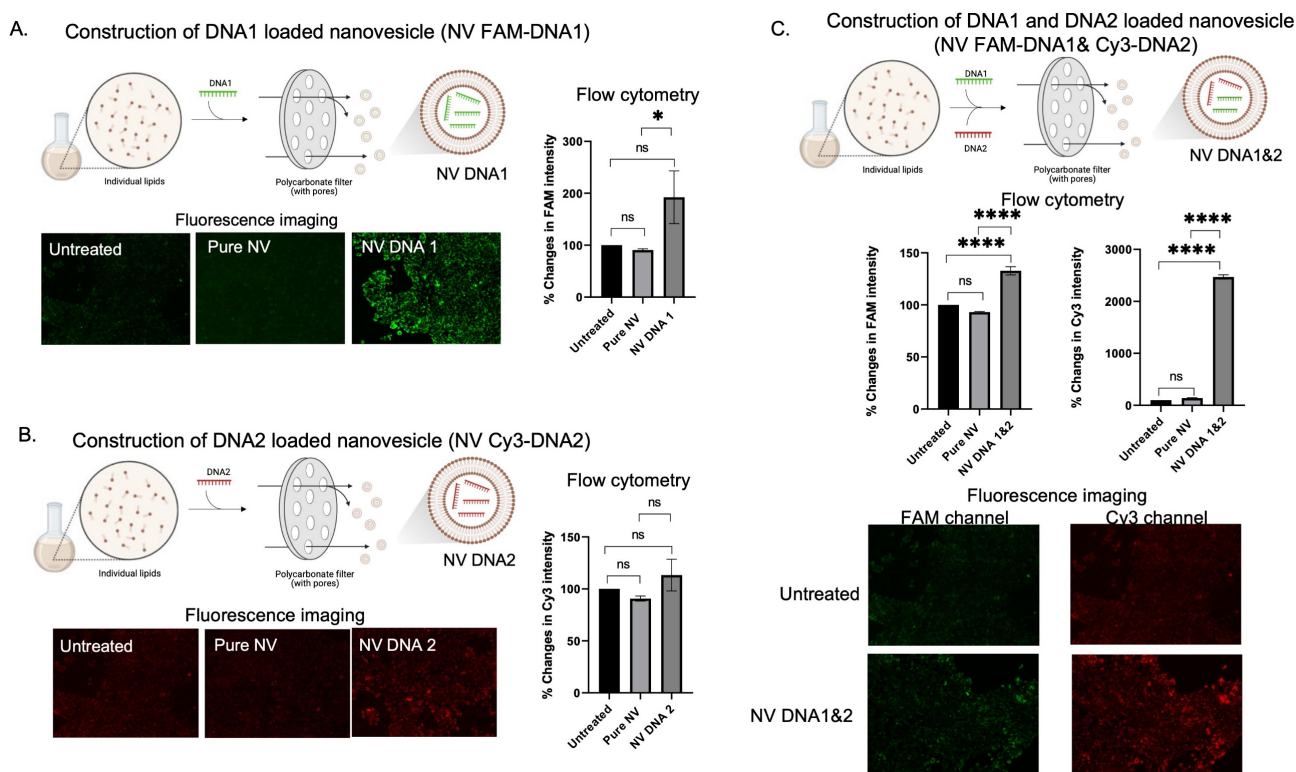 A.
Construction of DNA1 loaded nanovesicle (NV FAM-DNA1)
DNA1
Individual lipids
Polycarbonate filter
(with pores)
NV DNA1
Fluorescence imaging
Untreated
Pure NV
NV DNA 1
Flow cytometry
*
ns
ns
% Changes in FAM intensity
300
200
100
0
Untreated
Pure NV
NV DNA 1
B.
Construction of DNA2 loaded nanovesicle (NV Cy3-DNA2)
DNA2
Individual lipids
Polycarbonate filter
(with pores)
NV DNA2
Fluorescence imaging
Untreated
Pure NV
NV DNA 2
Flow cytometry
ns
ns
ns
% Changes in Cy3 intensity
150
100
50
0
Untreated
Pure NV
NV DNA 2
C.
Construction of DNA1 and DNA2 loaded nanovesicle
(NV FAM-DNA1& Cy3-DNA2)
DNA1
DNA2
Individual lipids
Polycarbonate filter
(with pores)
NV DNA1&2
Flow cytometry
****
****
ns
% Changes in FAM intensity
150
100
50
0
Untreated
Pure NV
NV DNA 1&2
****
****
ns
% Changs in Cy3 intensity
3000
2000
1000
0
Untreated
Pure NV
NV DNA 1&2
Fluorescence imaging
FAM channel
Cy3 channel
Untreated
NV DNA1&2